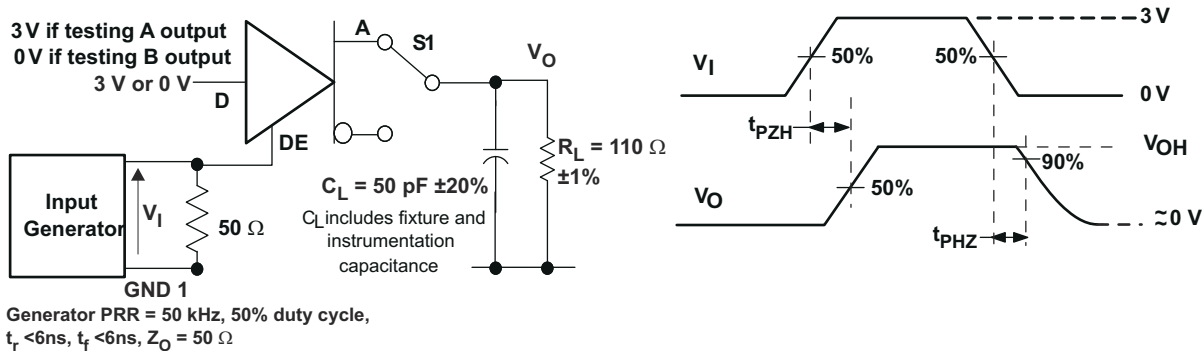 3 V if testing A output
0 V if testing B output
3 V or 0 V
D
A
S1
V_O
DE
Input
Generator
V_I
50 Ω
GND 1
C_L = 50 pF ±20%
C_L includes fixture and
instrumentation
capacitance
R_L = 110 Ω
±1%
Generator PRR = 50 kHz, 50% duty cycle,
t_r <6ns, t_f <6ns, Z_O = 50 Ω
3 V
V_I
50%
50%
0 V
t_PZH
V_OH
90%
V_O
50%
≈0 V
t_PHZ